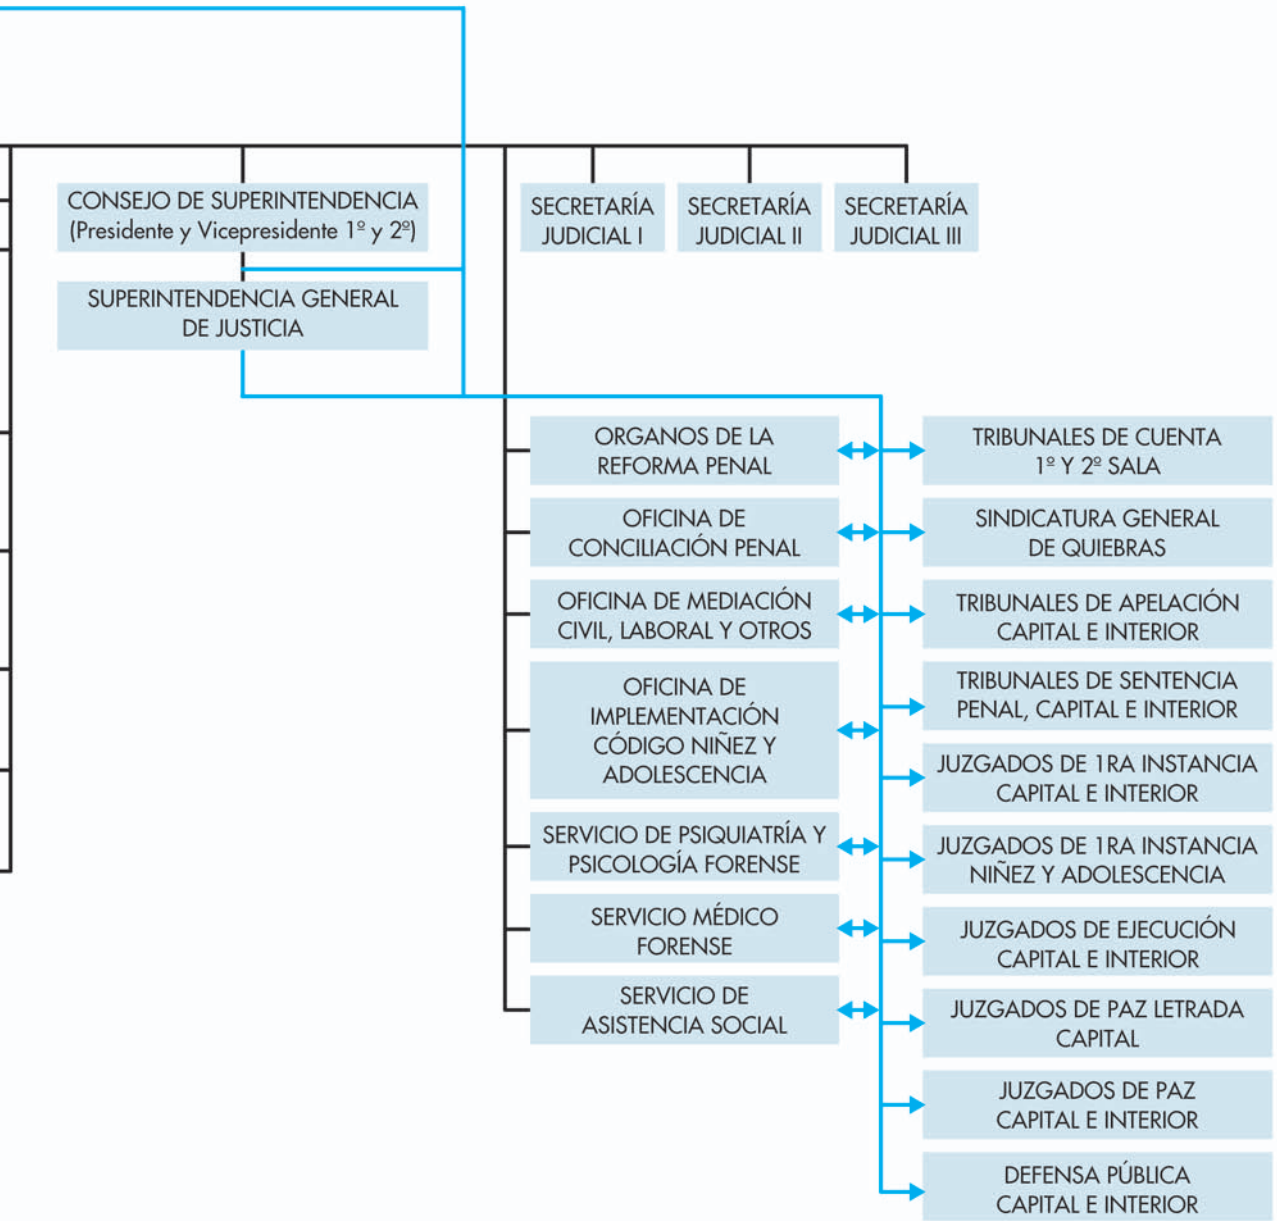 CONSEJO DE SUPERINTENDENCIA
(Presidente y Vicepresidente 1º y 2º)
SUPERINTENDENCIA GENERAL
DE JUSTICIA
SECRETARÍA
JUDICIAL I
SECRETARÍA
JUDICIAL II
SECRETARÍA
JUDICIAL III
ORGANOS DE LA
REFORMA PENAL
OFICINA DE
CONCILIACIÓN PENAL
OFICINA DE MEDIACIÓN
CIVIL, LABORAL Y OTROS
OFICINA DE
IMPLEMENTACIÓN
CÓDIGO NIÑEZ Y
ADOLESCENCIA
SERVICIO DE PSIQUIATRÍA Y
PSICOLOGÍA FORENSE
SERVICIO MÉDICO
FORENSE
SERVICIO DE
ASISTENCIA SOCIAL
TRIBUNALES DE CUENTA
1º Y 2º SALA
SINDICATURA GENERAL
DE QUIEBRAS
TRIBUNALES DE APELACIÓN
CAPITAL E INTERIOR
TRIBUNALES DE SENTENCIA
PENAL, CAPITAL E INTERIOR
JUZGADOS DE 1RA INSTANCIA
CAPITAL E INTERIOR
JUZGADOS DE 1RA INSTANCIA
NIÑEZ Y ADOLESCENCIA
JUZGADOS DE EJECUCIÓN
CAPITAL E INTERIOR
JUZGADOS DE PAZ LETRADA
CAPITAL
JUZGADOS DE PAZ
CAPITAL E INTERIOR
DEFENSA PÚBLICA
CAPITAL E INTERIOR